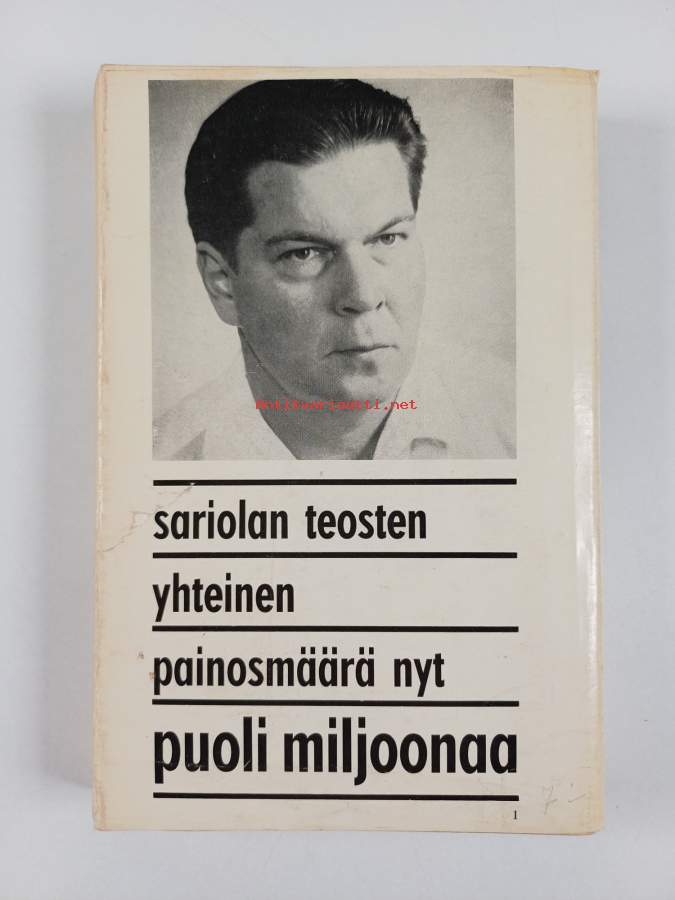 Antikvariaatti.net
sariolan teosten
yhteinen
painosmäärä nyt
puoli miljoonaa
1